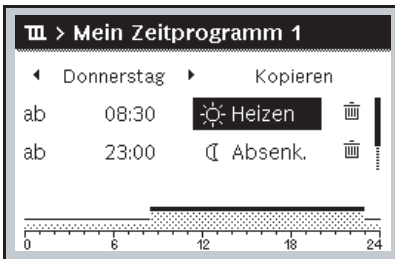 > Mein Zeitprogramm 1
Donnerstag Kopieren
ab 08:30 Heizen
ab 23:00 Absenk.
0 6 12 18 24